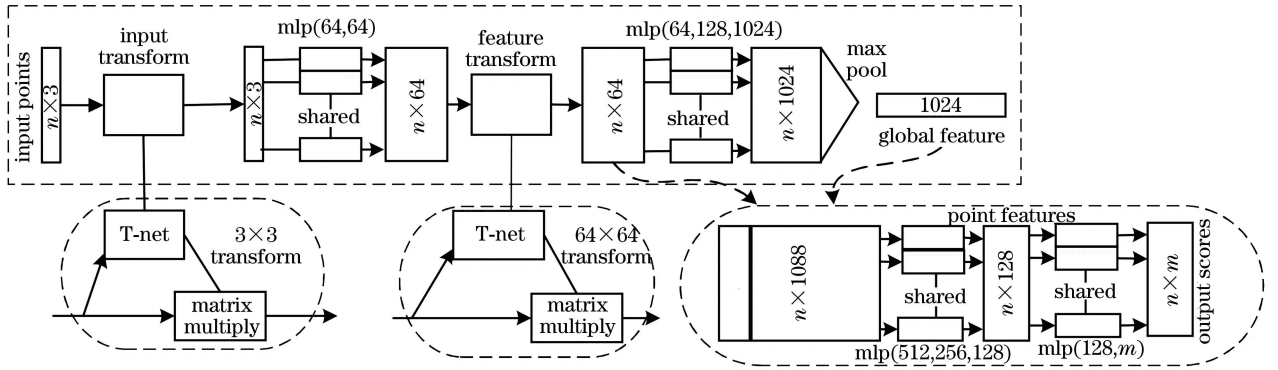 input points
n×3
input
transform
n×3
mlp(64,64)
shared
n×64
feature
transform
n×64
mlp(64,128,1024)
shared
n×1024
max
pool
1024
global feature
T-net
3×3
transform
matrix
multiply
T-net
64×64
transform
matrix
multiply
n×1088
point features
shared
mlp(512,256,128)
n×128
shared
mlp(128,m)
n×m
output scores